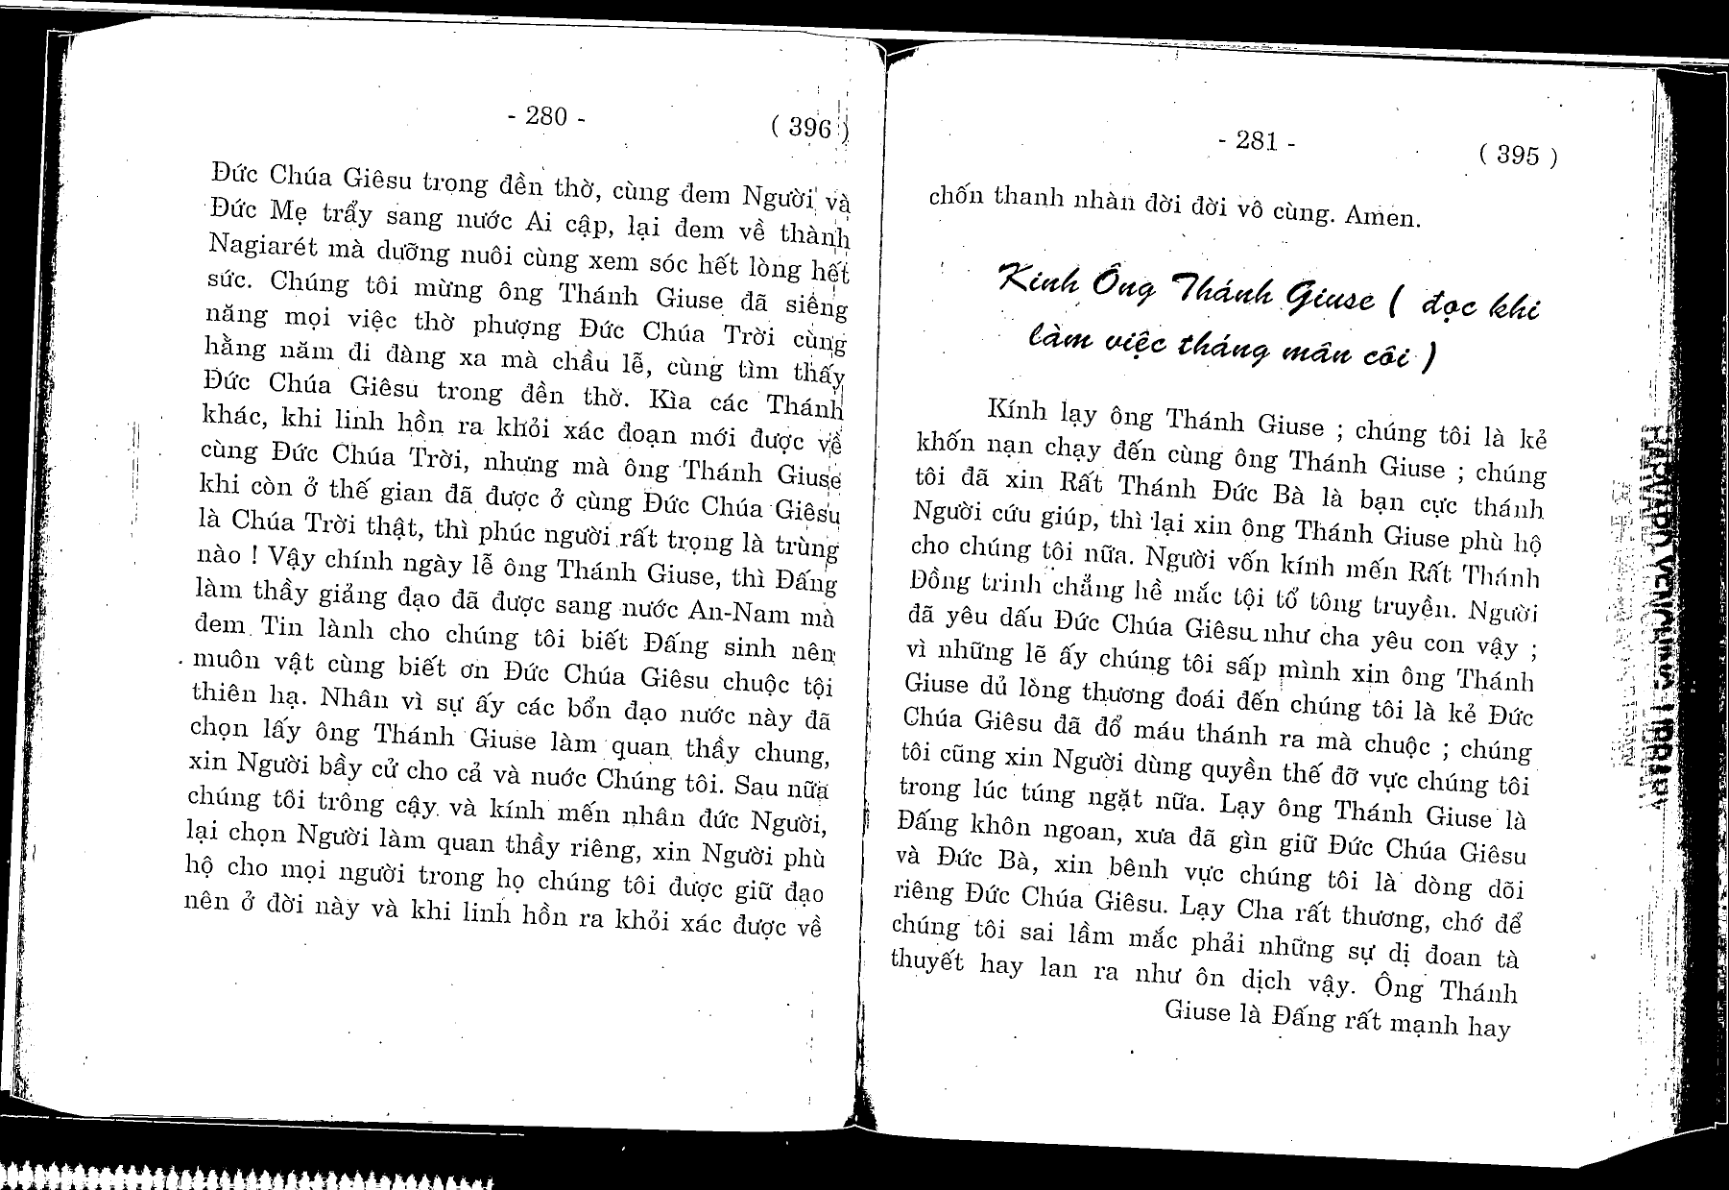 - 280 -
( 396 )
Đức Chúa Giêsu trong đền thờ, cùng đem Người và
Đức Mẹ trẩy sang nước Ai cập, lại đem về thành
Nagiarét mà dưỡng nuôi cùng xem sóc hết lòng hết
sức. Chúng tôi mừng ông Thánh Giuse đã siêng
năng mọi việc thờ phượng Đức Chúa Trời cùng
hằng năm đi đàng xa mà chầu lễ, cùng tìm thấy
Đức Chúa Giêsu trong đền thờ. Kìa các Thánh
khác, khi linh hồn ra khỏi xác đoạn mới được về
cùng Đức Chúa Trời, nhưng mà ông Thánh Giuse
khi còn ở thế gian đã được ở cùng Đức Chúa Giêsu
là Chúa Trời thật, thì phúc người rất trọng là trùng
nào ! Vậy chính ngày lễ ông Thánh Giuse, thì Đấng
làm thầy giảng đạo đã được sang nước An-Nam mà
đem Tin lành cho chúng tôi biết Đấng sinh nên
muôn vật cùng biết ơn Đức Chúa Giêsu chuộc tội
thiên hạ. Nhân vì sự ấy các bổn đạo nước này đã
chọn lấy ông Thánh Giuse làm quan thầy chung,
xin Người bầy cử cho cả và nuớc Chúng tôi. Sau nữa
chúng tôi trông cậy và kính mến nhân đức Người,
lại chọn Người làm quan thầy riêng, xin Người phù
hộ cho mọi người trong họ chúng tôi được giữ đạo
nên ở đời này và khi linh hồn ra khỏi xác được về
- 281 -
( 395 )
chốn thanh nhàn đời đời vô cùng. Amen.
Kinh Ông Thánh Giuse ( đọc khi
làm việc tháng mân côi )
Kính lạy ông Thánh Giuse ; chúng tôi là kẻ
khốn nạn chạy đến cùng ông Thánh Giuse ; chúng
tôi đã xin Rất Thánh Đức Bà là bạn cực thánh
Người cứu giúp, thì lại xin ông Thánh Giuse phù hộ
cho chúng tội nữa. Người vốn kính mến Rất Thánh
Đồng trinh chẳng hề mắc tội tổ tông truyền. Người
đã yêu dấu Đức Chúa Giêsu như cha yêu con vậy ;
vì những lẽ ấy chúng tôi sấp mình xin ông Thánh
Giuse dủ lòng thương đoái đến chúng tôi là kẻ Đức
Chúa Giêsu đã đổ máu thánh ra mà chuộc ; chúng
tôi cũng xin Người dùng quyền thế đỡ vực chúng tôi
trong lúc túng ngặt nữa. Lạy ông Thánh Giuse là
Đấng khôn ngoan, xưa đã gìn giữ Đức Chúa Giêsu
và Đức Bà, xin bênh vực chúng tôi là dòng dõi
riêng Đức Chúa Giêsu. Lạy Cha rất thương, chớ để
chúng tôi sai lầm mắc phải những sự dị đoan tà
thuyết hay lan ra như ôn dịch vậy. Ông Thánh
Giuse là Đấng rất mạnh hay
HARVARD-YENCHING LIBRARY